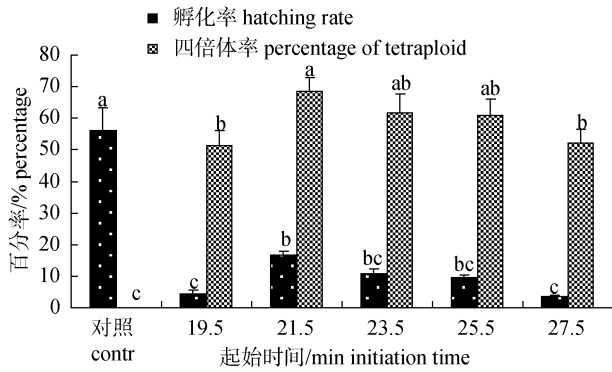 孵化率 hatching rate
四倍体率 percentage of tetraploid
百分率/% percentage
80
70
60
50
40
30
20
10
0
a
c
c
b
b
a
bc
ab
bc
ab
c
b
对照 19.5 21.5 23.5 25.5 27.5
contr
起始时间/min initiation time